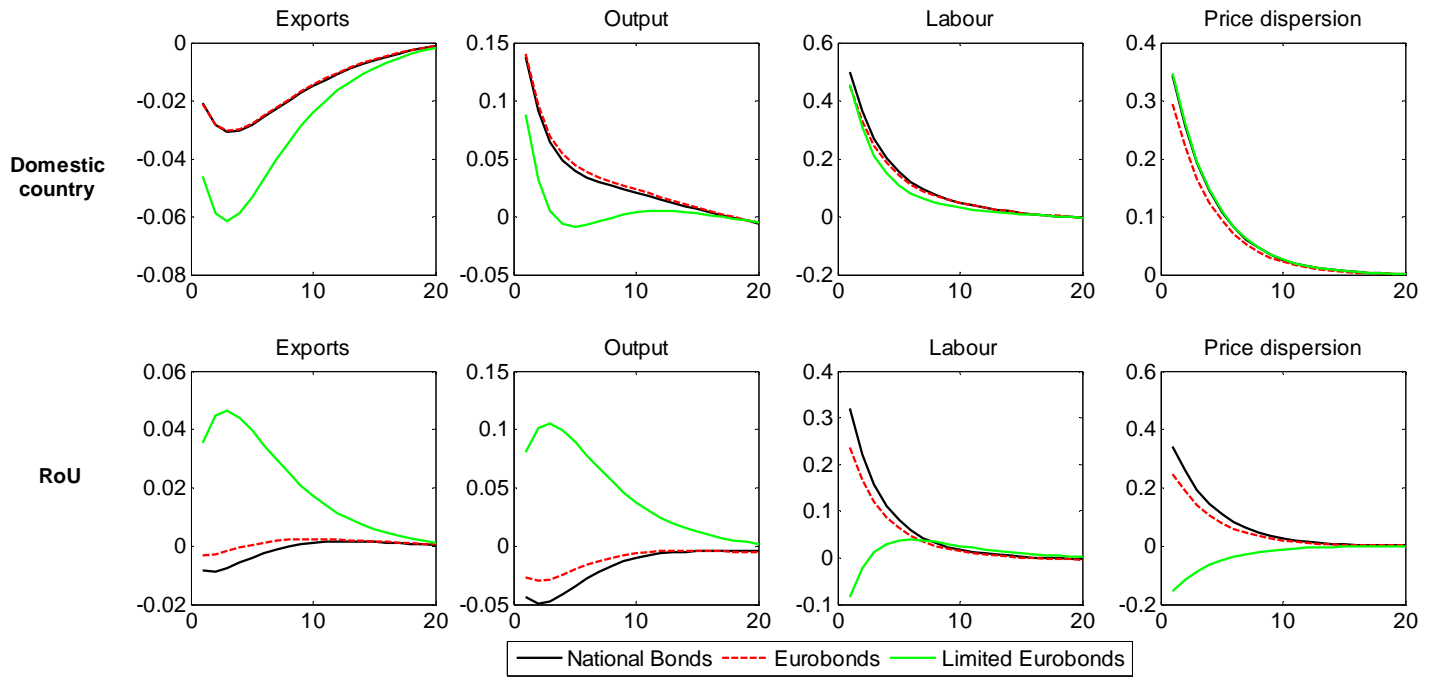 Exports
Output
Labour
Price dispersion
0
-0.02
-0.04
-0.06
-0.08
0 10 20
0.15
0.1
0.05
0
-0.05
0 10 20
0.6
0.4
0.2
0
-0.2
0 10 20
0.4
0.3
0.2
0.1
0
0 10 20
Domestic
country
Exports
Output
Labour
Price dispersion
0.06
0.04
0.02
0
-0.02
0 10 20
0.15
0.1
0.05
0
-0.05
0 10 20
0.4
0.3
0.2
0.1
0
-0.1
0 10 20
0.6
0.4
0.2
0
-0.2
0 10 20
RoU
National Bonds Eurobonds Limited Eurobonds